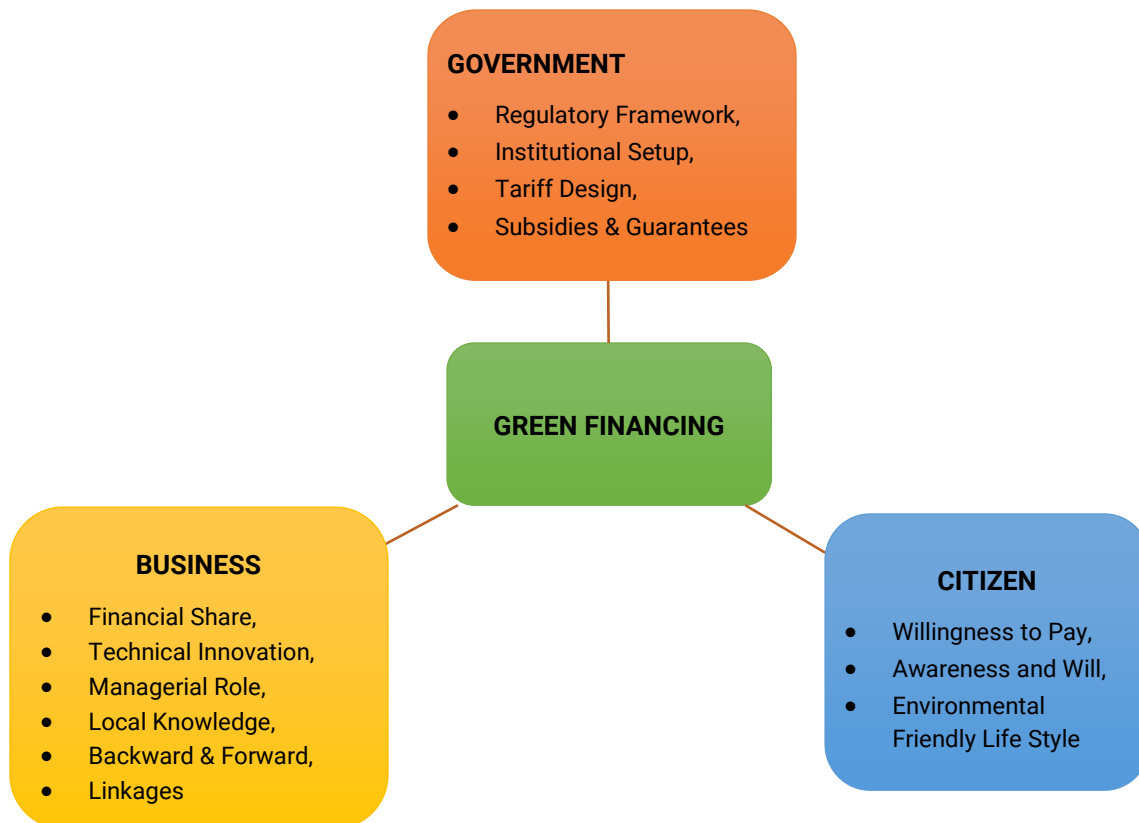 GOVERNMENT
• Regulatory Framework,
• Institutional Setup,
• Tariff Design,
• Subsidies & Guarantees
GREEN FINANCING
BUSINESS
• Financial Share,
• Technical Innovation,
• Managerial Role,
• Local Knowledge,
• Backward & Forward,
• Linkages
CITIZEN
• Willingness to Pay,
• Awareness and Will,
• Environmental
Friendly Life Style